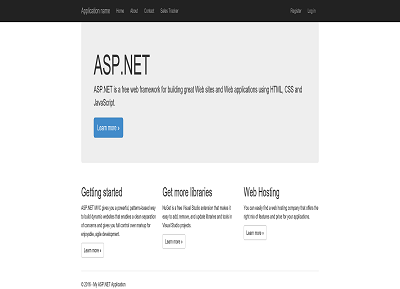 Application name Home About Contact Sales Tracker Register Log in
ASP.NET
ASP.NET is a free web framework for building great Web sites and Web applications using HTML, CSS and
JavaScript.
Learn more »
Getting started
ASP.NET MVC gives you a powerful, patterns-based way
to build dynamic websites that enables a clean separation
of concerns and gives you full control over markup for
enjoyable, agile development.
Learn more »
Get more libraries
NuGet is a free Visual Studio extension that makes it
easy to add, remove, and update libraries and tools in
Visual Studio projects.
Learn more »
Web Hosting
You can easily find a web hosting company that offers the
right mix of features and price for your applications.
Learn more »
© 2016 - My ASP.NET Application